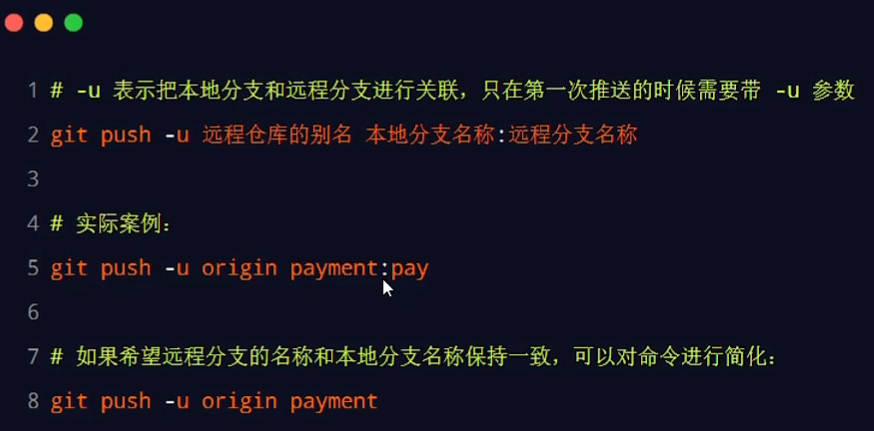 1 # -u 表示把本地分支和远程分支进行关联，只在第一次推送的时候需要带 -u 参数
2 git push -u 远程仓库的别名 本地分支名称:远程分支名称
3
4 # 实际案例：
5 git push -u origin payment:pay
6
7 # 如果希望远程分支的名称和本地分支名称保持一致，可以对命令进行简化：
8 git push -u origin payment